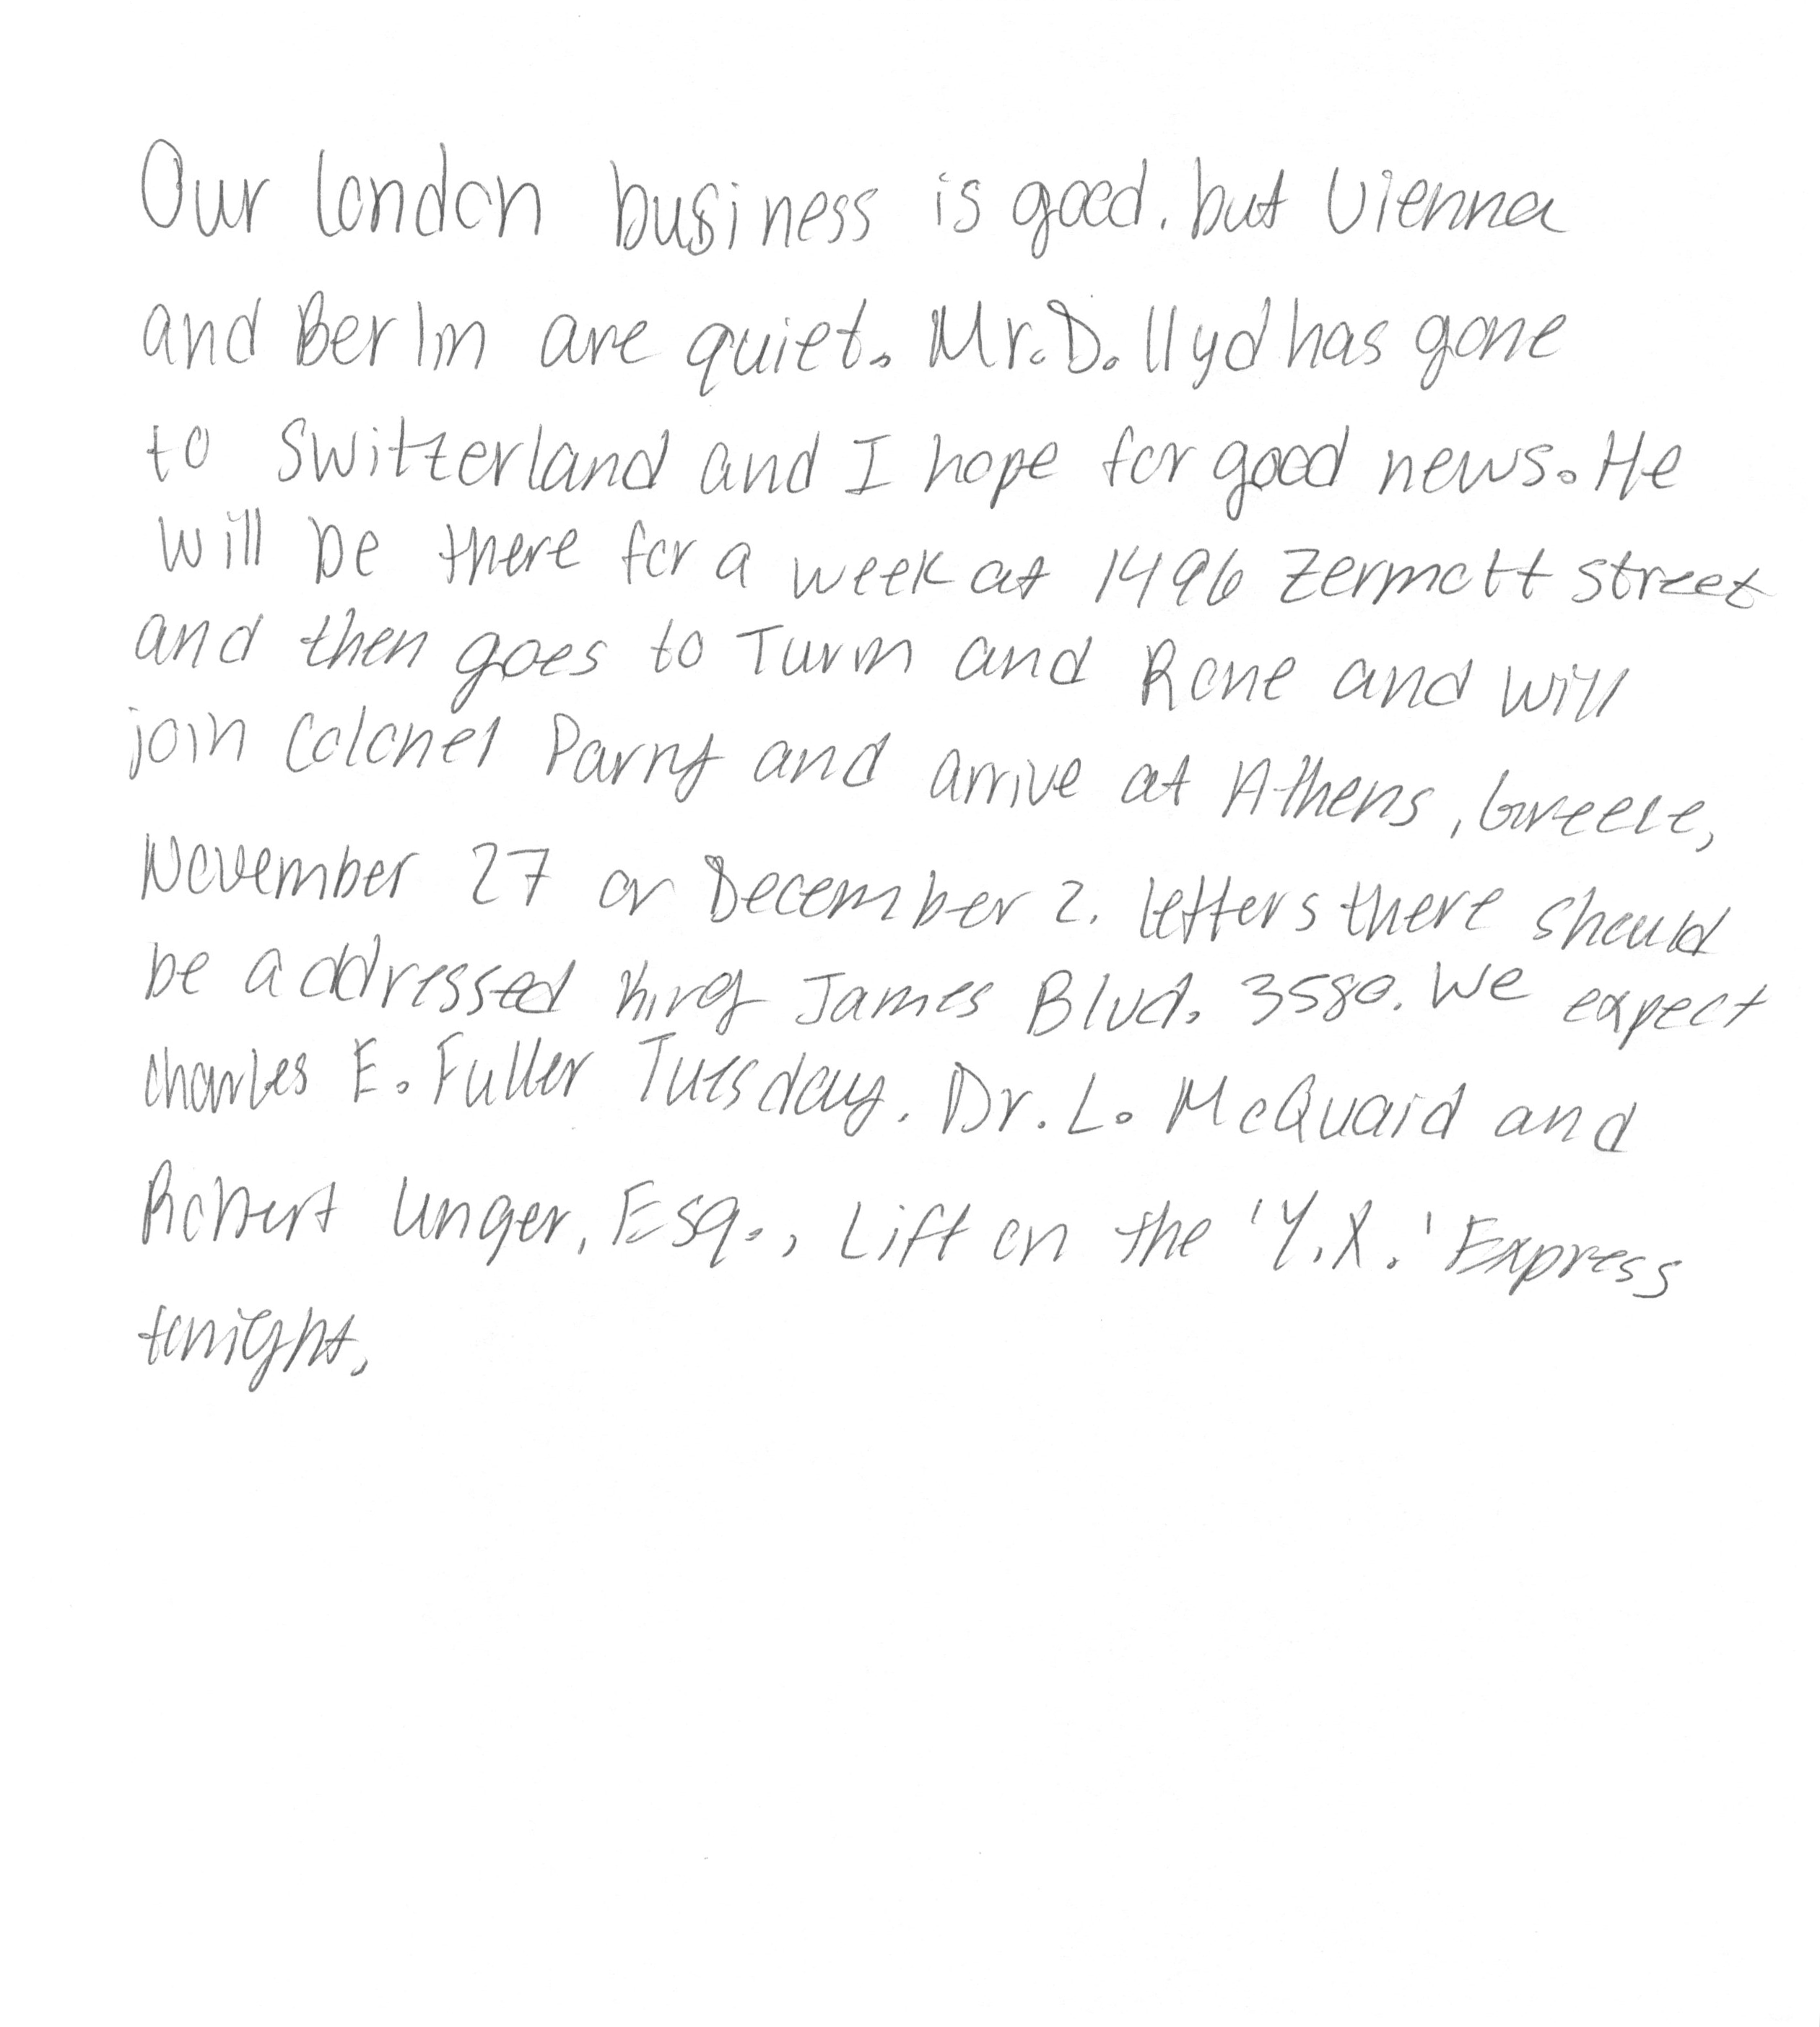 Our london business is good, but Vienna
and Berlin are quiet. Mr. D. llyd has gone
to Switzerland and I hope for good news. He
will be there for a week at 1496 Zermott street
and then goes to Turin and Rone and will
join Colonel Parry and arrive at Athens, Greece,
November 27 or December 2. letters there should
be addressed King James Blvd. 3580. We expect
Charles E. Fuller Tuesday. Dr. L. McQuaid and
Robert Unger, Esq., Lift on the 'Y.X.' Express
tonight.